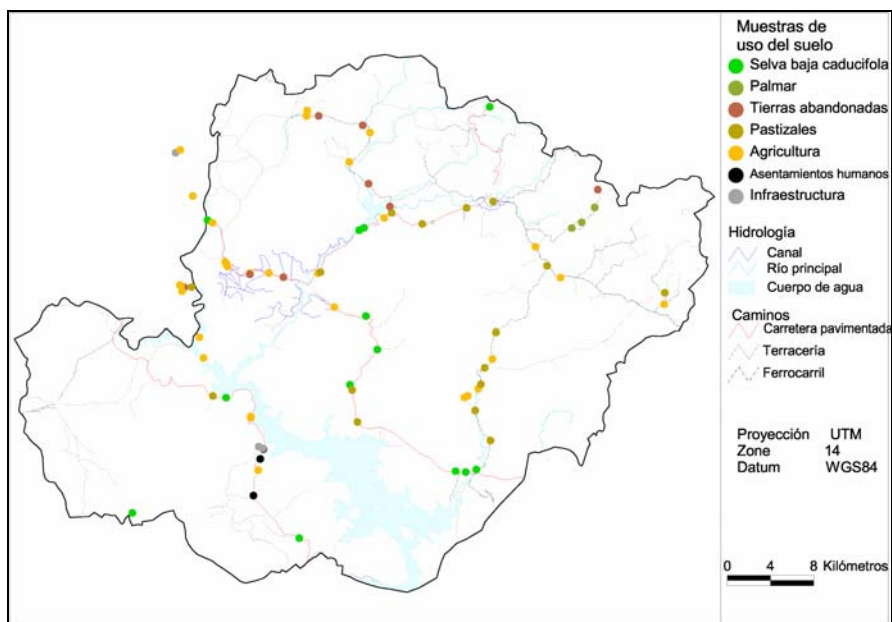 Muestras de
uso del suelo
Selva baja caducifola
Palmar
Tierras abandonadas
Pastizales
Agricultura
Asentamientos humanos
Infraestructura
Hidrología
Canal
Río principal
Cuerpo de agua
Caminos
Carretera pavimentada
Terracería
Ferrocarril
Proyección UTM
Zone 14
Datum WGS84
0 4 8 Kilómetros